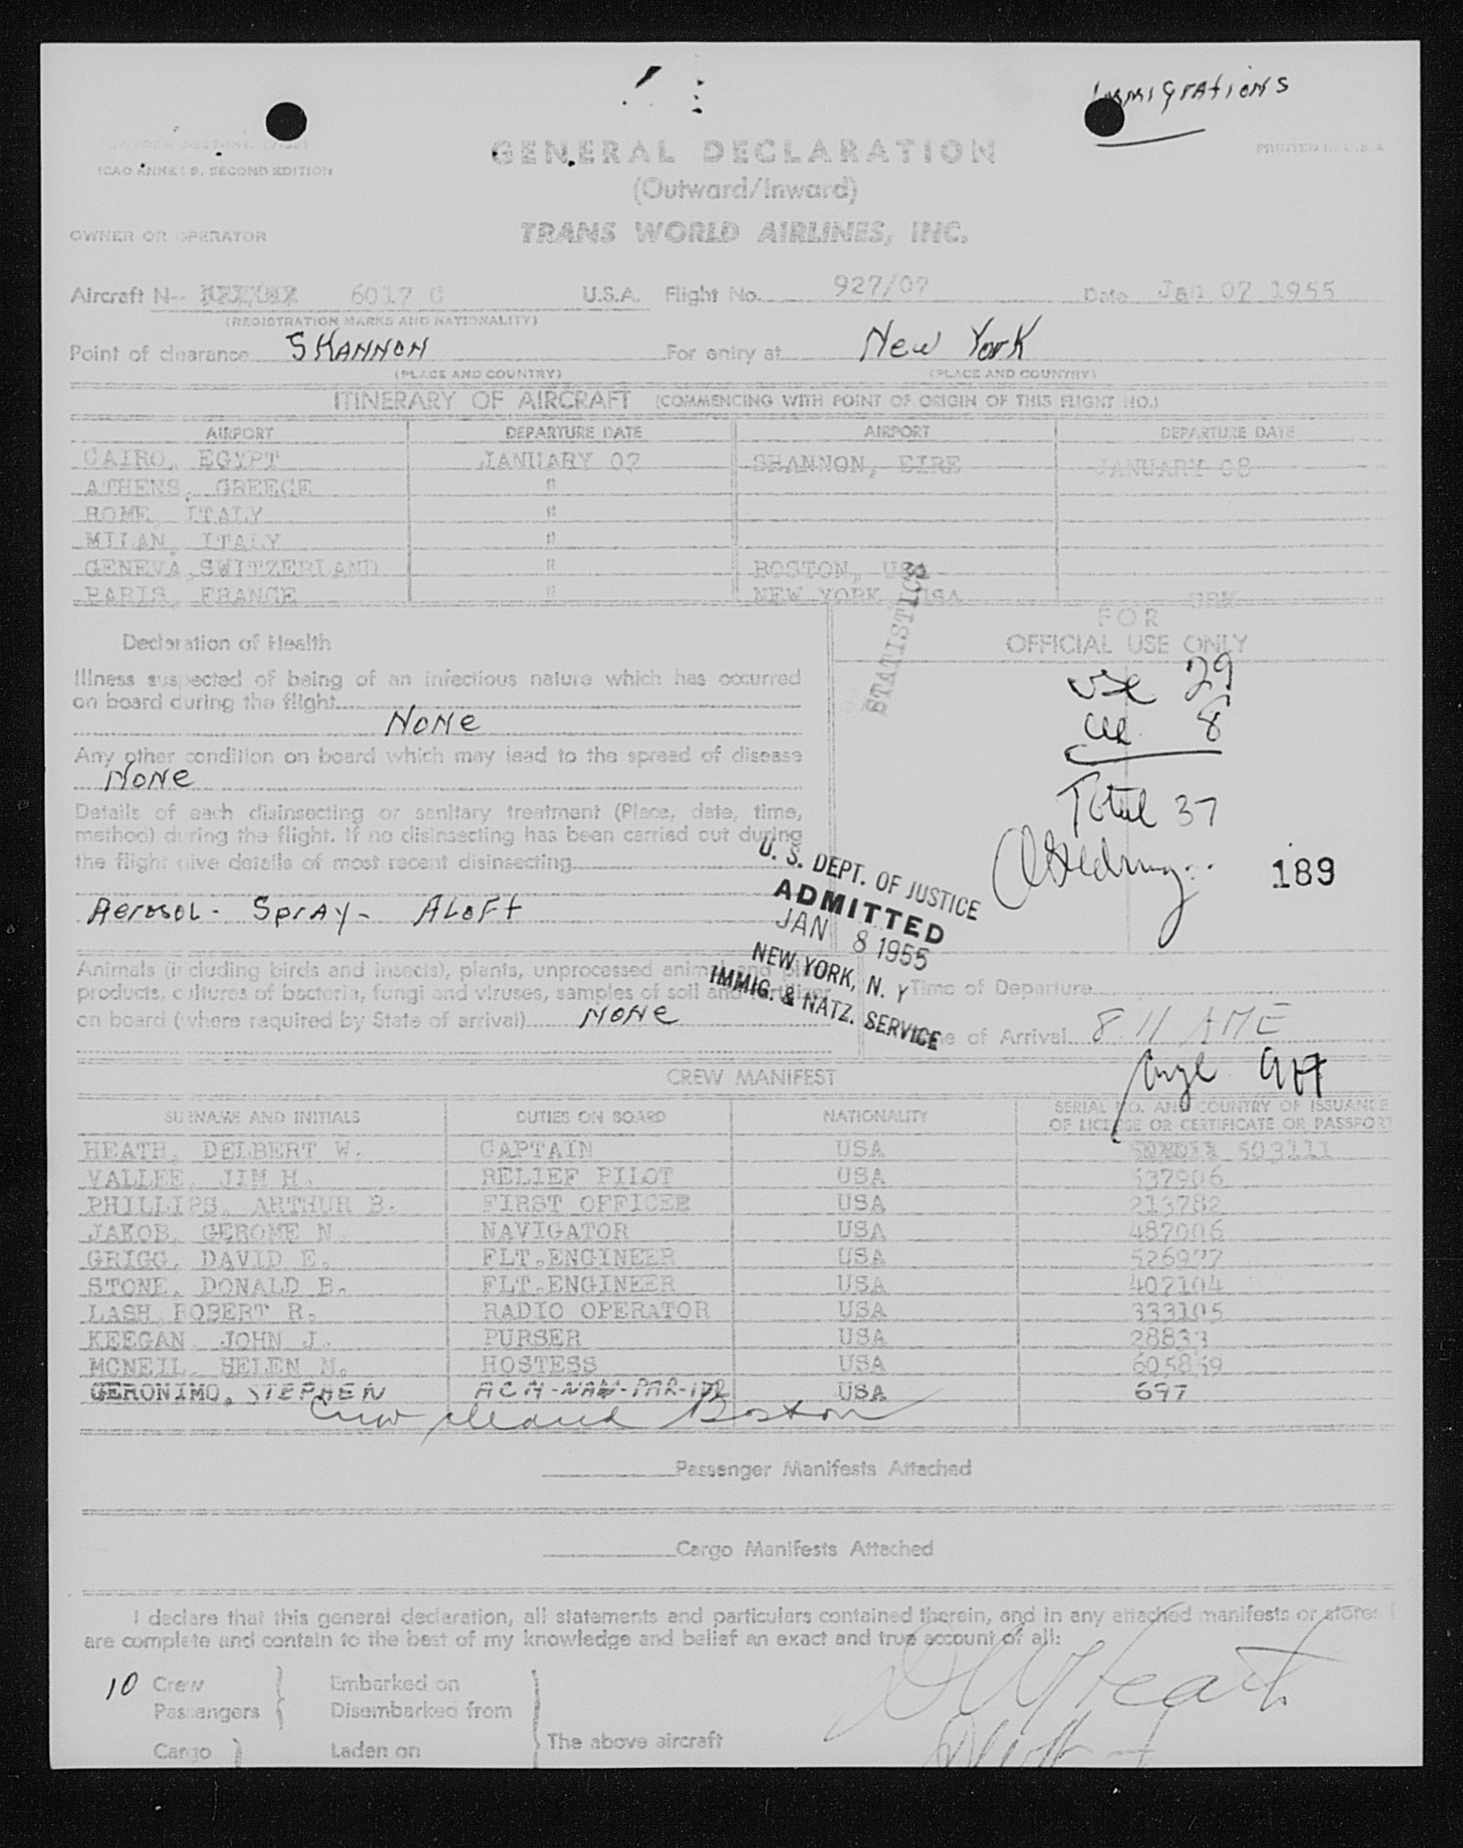 Immigrations
ICAO ANNEX 9, SECOND EDITION
PRINTED IN U.S.A.
GENERAL DECLARATION
(Outward/Inward)
OWNER OR OPERATOR
TRANS WORLD AIRLINES, INC.
Aircraft N-- 6017 C U.S.A. Flight No. 927/07 Date Jan 07 1955
(REGISTRATION MARKS AND NATIONALITY)
Point of clearance SHANNON For entry at New York
(PLACE AND COUNTRY) (PLACE AND COUNTRY)
ITINERARY OF AIRCRAFT (COMMENCING WITH POINT OF ORIGIN OF THIS FLIGHT NO.)
AIRPORT DEPARTURE DATE AIRPORT DEPARTURE DATE
CAIRO, EGYPT JANUARY 07 SHANNON, EIRE JANUARY 08
ATHENS, GREECE "
ROME, ITALY "
MILAN, ITALY "
GENEVA, SWITZERLAND " BOSTON, USA
PARIS, FRANCE " NEW YORK, USA
STATISTICS
FOR
OFFICIAL USE ONLY
Declaration of Health
Illness suspected of being of an infectious nature which has occurred
on board during the flight
None
Any other condition on board which may lead to the spread of disease
None
Details of each disinsecting or sanitary treatment (Place, date, time,
method) during the flight. If no disinsecting has been carried out during
the flight give details of most recent disinsecting
Aerosol - Spray - Aloft
29
8
Total 37
189
U. S. DEPT. OF JUSTICE
ADMITTED
JAN 8 1955
NEW YORK, N. Y
IMMIG. & NATZ. SERVICE
Animals (including birds and insects), plants, unprocessed animal and plant
products, cultures of bacteria, fungi and viruses, samples of soil and fertilizer
on board (where required by State of arrival) None
Time of Departure
Time of Arrival 8 11 AME
CREW MANIFEST
SURNAME AND INITIALS DUTIES ON BOARD NATIONALITY SERIAL NO. AND COUNTRY OF ISSUANCE
OF LICENSE OR CERTIFICATE OR PASSPORT
HEATH, DELBERT W. CAPTAIN USA 503111
VALLEE, JIM H. RELIEF PILOT USA 537906
PHILLIPS, ARTHUR B. FIRST OFFICER USA 213782
JAKOB, GEROME N. NAVIGATOR USA 487006
GRIGG, DAVID E. FLT.ENGINEER USA 526977
STONE, DONALD B. FLT.ENGINEER USA 407104
LASH, ROBERT R. RADIO OPERATOR USA 333105
KEEGAN, JOHN J. PURSER USA 28833
MCNEIL, HELEN M. HOSTESS USA 605859
GERONIMO, STEPHEN USA 697
Crew cleared Boston
Passenger Manifests Attached
Cargo Manifests Attached
I declare that this general declaration, all statements and particulars contained therein, and in any attached manifests or stores
are complete and contain to the best of my knowledge and belief an exact and true account of all:
10 Crew Embarked on
Passengers Disembarked from
The above aircraft
Cargo Laden on